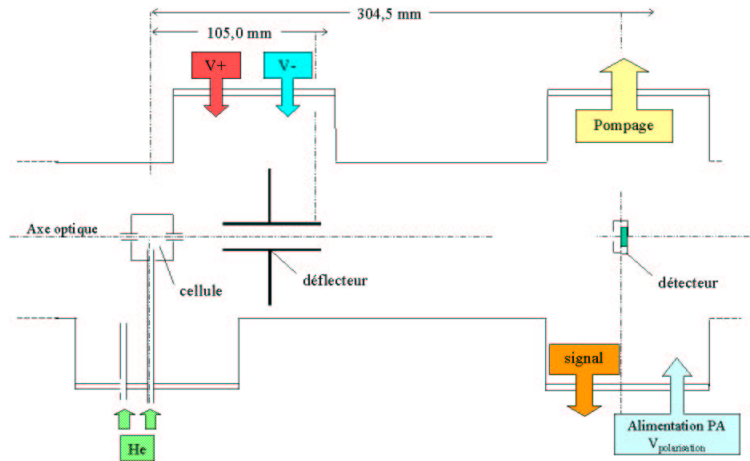 304,5 mm
105,0 mm
V+
V-
Pompage
Axe optique
cellule
déflecteur
détecteur
signal
He
Alimentation PA
Vpolarisation